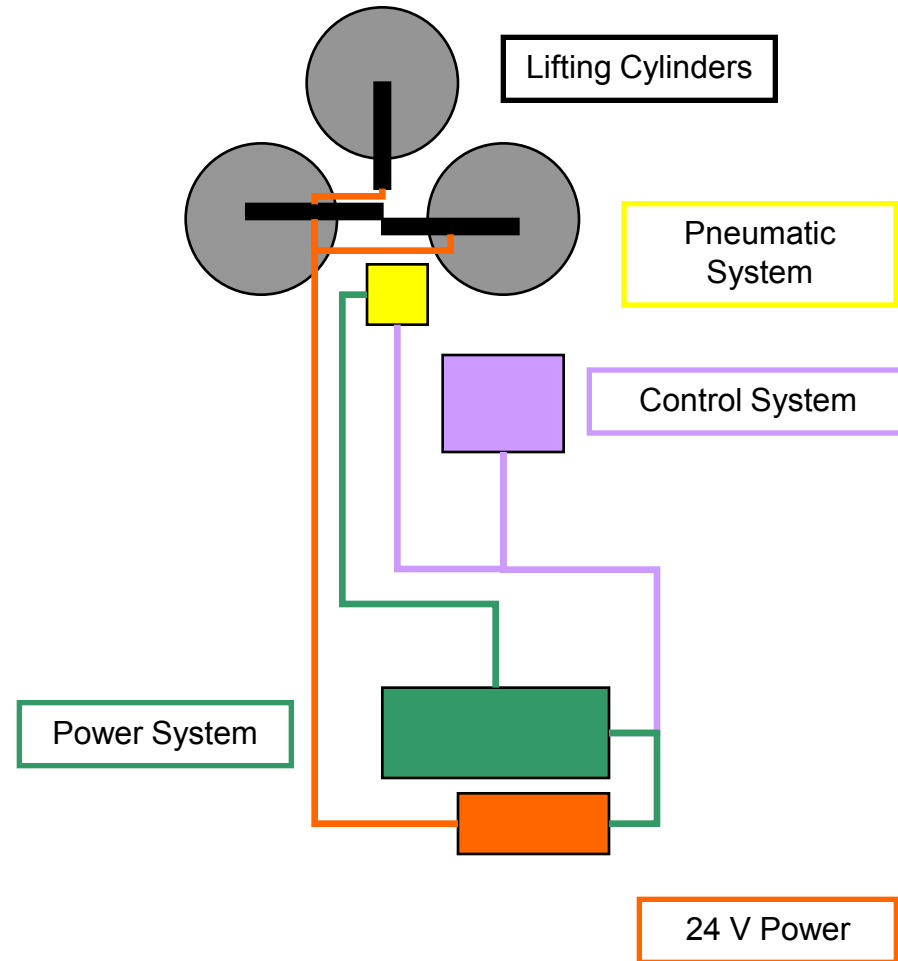 Lifting Cylinders
Pneumatic
System
Control System
Power System
24 V Power